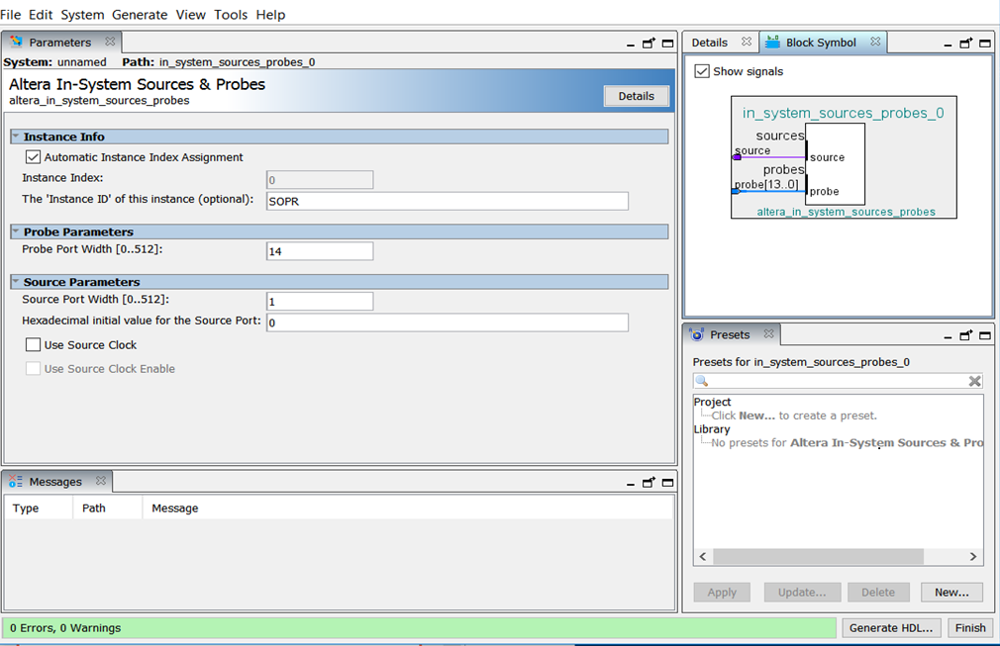 File Edit System Generate View Tools Help
Parameters
System: unnamed Path: in_system_sources_probes_0
Altera In-System Sources & Probes
altera_in_system_sources_probes
Details
Instance Info
Automatic Instance Index Assignment
Instance Index: 0
The 'Instance ID' of this instance (optional): SOPR
Probe Parameters
Probe Port Width [0..512]: 14
Source Parameters
Source Port Width [0..512]: 1
Hexadecimal initial value for the Source Port: 0
Use Source Clock
Use Source Clock Enable
Messages
Type Path Message
Details Block Symbol
Show signals
in_system_sources_probes_0
sources
source
source
probes
probe[13..0]
probe
altera_in_system_sources_probes
Presets
Presets for in_system_sources_probes_0
Project
Click New... to create a preset.
Library
No presets for Altera In-System Sources & Pro
Apply Update... Delete New...
0 Errors, 0 Warnings
Generate HDL... Finish